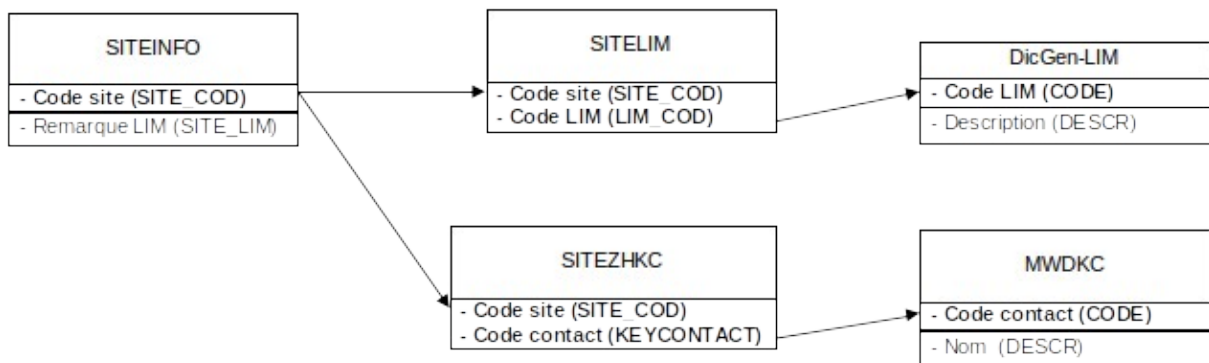 SITEINFO
- Code site (SITE_COD)
- Remarque LIM (SITE_LIM)
SITELIM
- Code site (SITE_COD)
- Code LIM (LIM_COD)
DicGen-LIM
- Code LIM (CODE)
- Description (DESCR)
SITEZHKC
- Code site (SITE_COD)
- Code contact (KEYCONTACT)
MWDKC
- Code contact (CODE)
- Nom (DESCR)